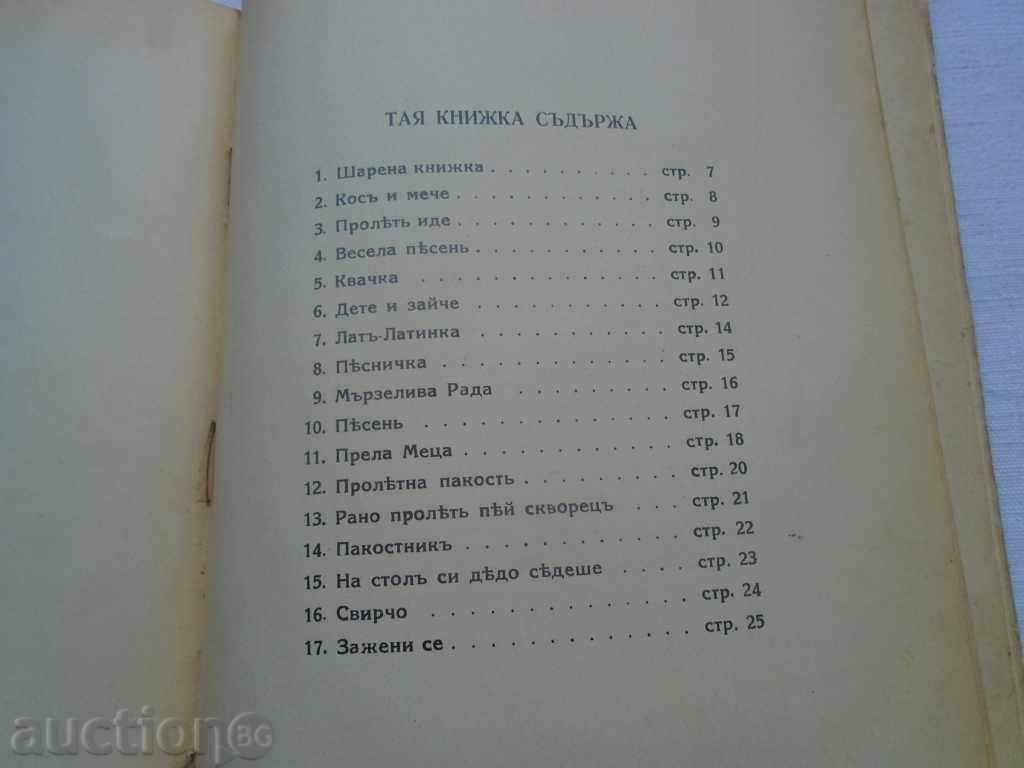 ТАЯ КНИЖКА СЪДЪРЖА
1. Шарена книжка . . . . . . . . . . . стр. 7
2. Косъ и мече . . . . . . . . . . . . стр. 8
3. Пролѣть иде . . . . . . . . . . . . стр. 9
4. Весела пѣсень . . . . . . . . . . . стр. 10
5. Квачка . . . . . . . . . . . . . стр. 11
6. Дете и зайче . . . . . . . . . . . стр. 12
7. Латъ-Латинка . . . . . . . . . . . стр. 14
8. Пѣсничка . . . . . . . . . . . . . стр. 15
9. Мързелива Рада . . . . . . . . . стр. 16
10. Пѣсень . . . . . . . . . . . . . стр. 17
11. Прела Меца . . . . . . . . . . . стр. 18
12. Пролѣтна пакость . . . . . . . . . стр. 20
13. Рано пролѣть пѣй скворецъ . . . стр. 21
14. Пакостникъ . . . . . . . . . . . . стр. 22
15. На столъ си дѣдо сѣдеше . . . . стр. 23
16. Свирчо . . . . . . . . . . . . . стр. 24
17. Зажени се . . . . . . . . . . . . стр. 25
auction BG